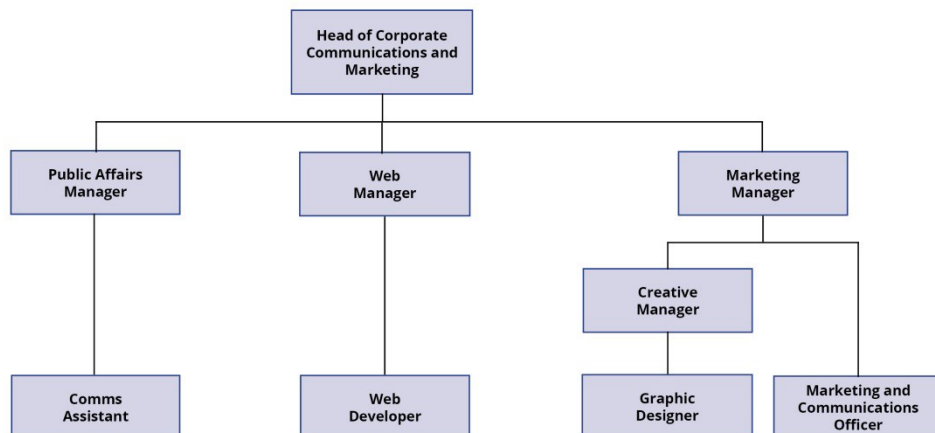 Head of Corporate
Communications and
Marketing
Public Affairs
Manager
Web
Manager
Marketing
Manager
Creative
Manager
Comms
Assistant
Web
Developer
Graphic
Designer
Marketing and
Communications
Officer